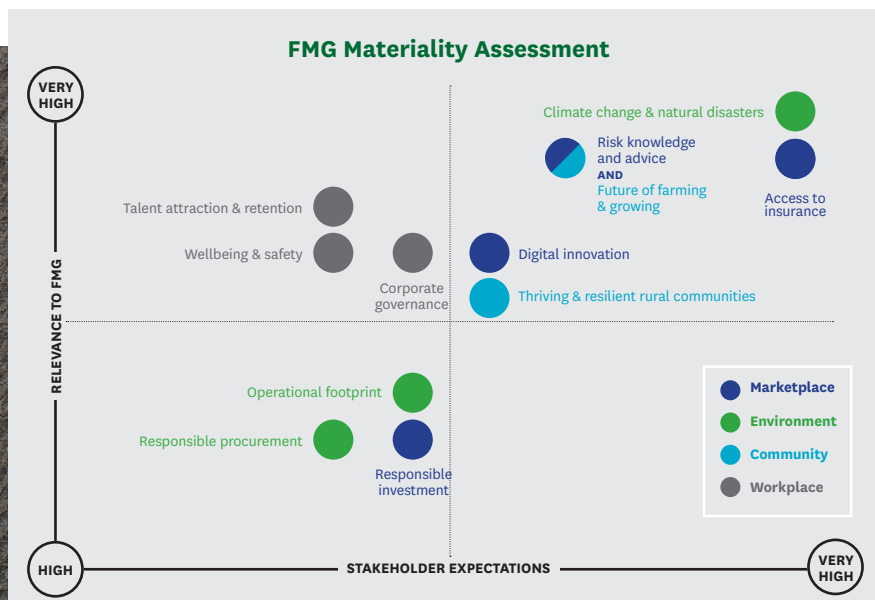 FMG Materiality Assessment
VERY
HIGH
Climate change & natural disasters
Risk knowledge
and advice
AND
Future of farming
& growing
Access to
insurance
Talent attraction & retention
Wellbeing & safety
Corporate
governance
Digital innovation
Thriving & resilient rural communities
RELEVANCE TO FMG
Operational footprint
Responsible procurement
Responsible
investment
Marketplace
Environment
Community
Workplace
HIGH
STAKEHOLDER EXPECTATIONS
VERY
HIGH